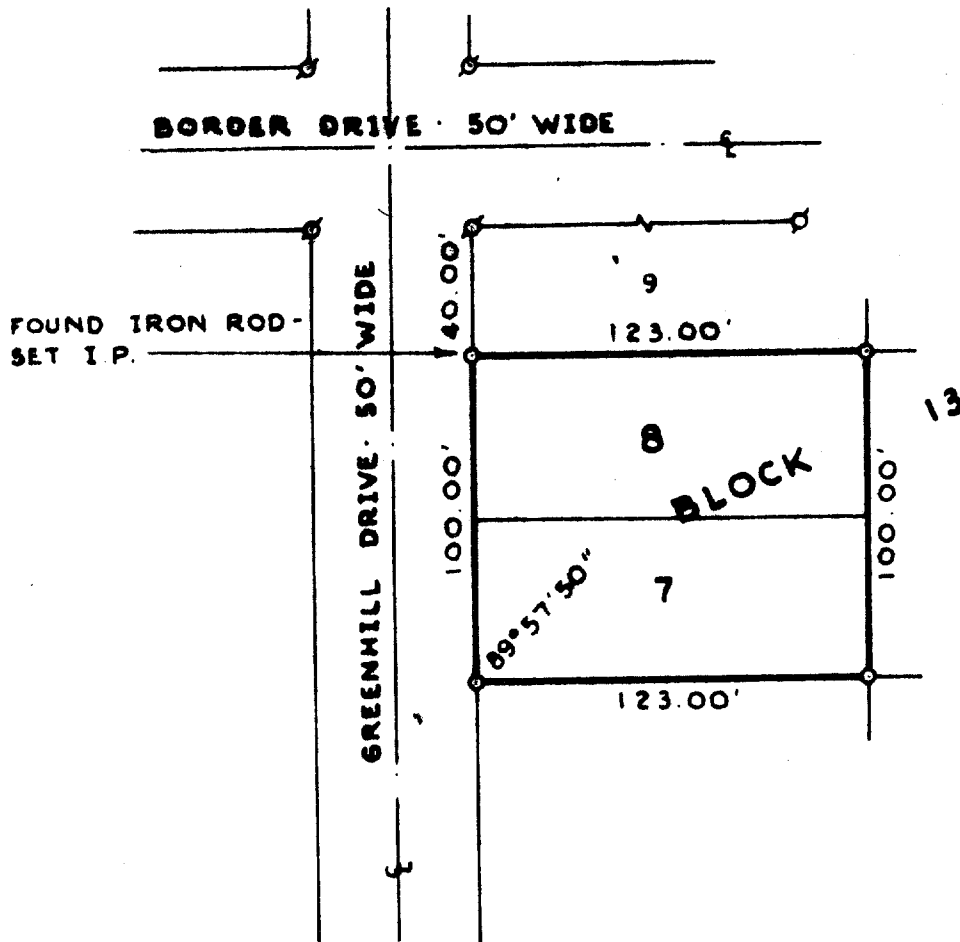 BORDER DRIVE · 50' WIDE
℄
40.00'
9
FOUND IRON ROD-
SET I.P.
123.00'
13
GREENHILL DRIVE · 50' WIDE
8
BLOCK
100.00'
100.00'
7
89°57'50"
123.00'
℄